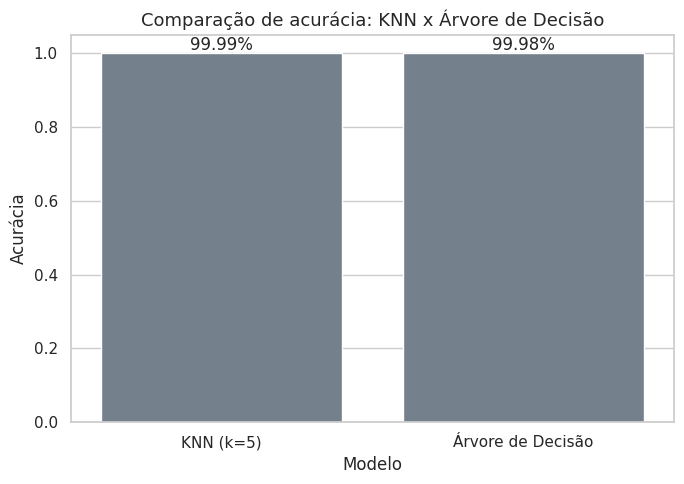 Comparação de acurácia: KNN x Árvore de Decisão
99.99%
99.98%
1.0
0.8
0.6
0.4
0.2
0.0
Acurácia
KNN (k=5)
Árvore de Decisão
Modelo